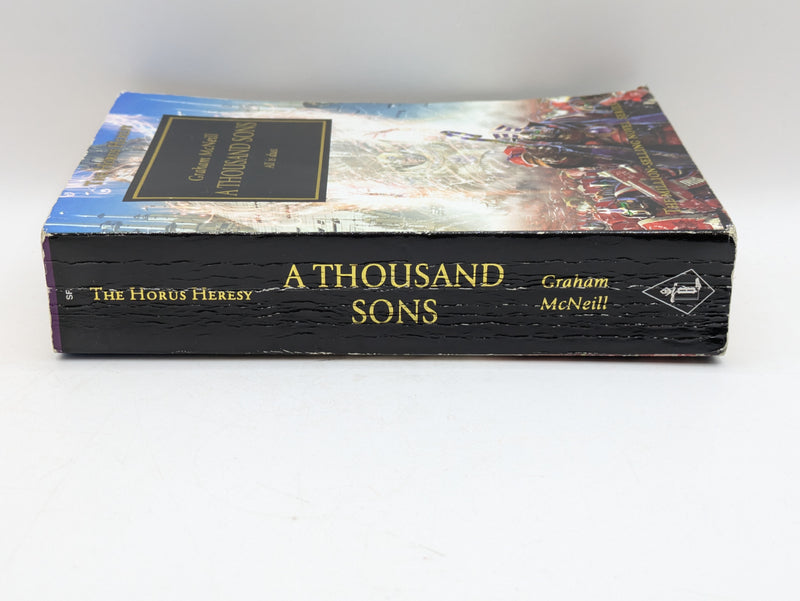 Graham McNeill
A THOUSAND SONS
All is dust
SF
THE HORUS HERESY
A THOUSAND
SONS
Graham
McNeill